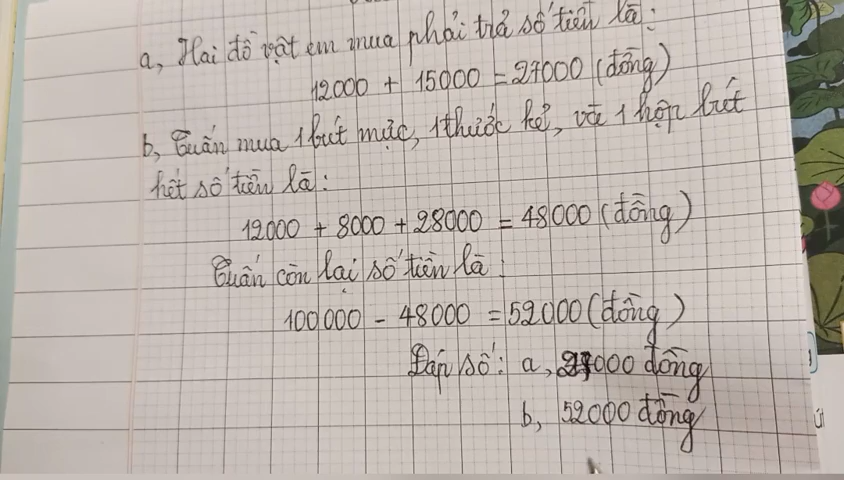 a, Hai đồ vật em mua phải trả số tiền là:
12000 + 15000 = 27000 (đồng)
b, Tuấn mua 1 bút mực, 1 thước kẻ, và 1 hộp bút
hết số tiền là:
12000 + 8000 + 28000 = 48000 (đồng)
Tuấn còn lại số tiền là:
100000 - 48000 = 52000 (đồng)
Đáp số: a, 27000 đồng
b, 52000 đồng